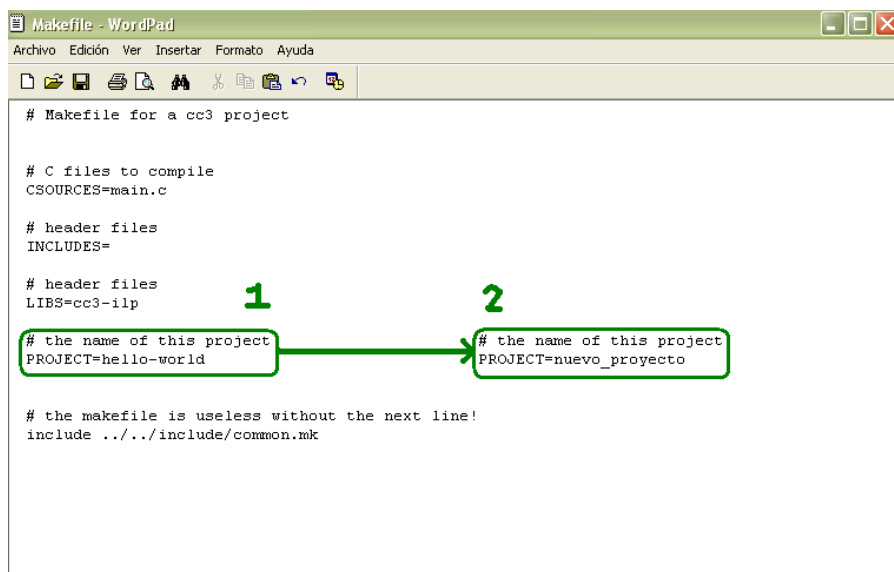 Makefile - WordPad
Archivo Edición Ver Insertar Formato Ayuda
# Makefile for a cc3 project
# C files to compile
CSOURCES=main.c
# header files
INCLUDES=
# header files
LIBS=cc3-ilp
1
2
# the name of this project
PROJECT=hello-world
# the name of this project
PROJECT=nuevo_proyecto
# the makefile is useless without the next line!
include ../../include/common.mk